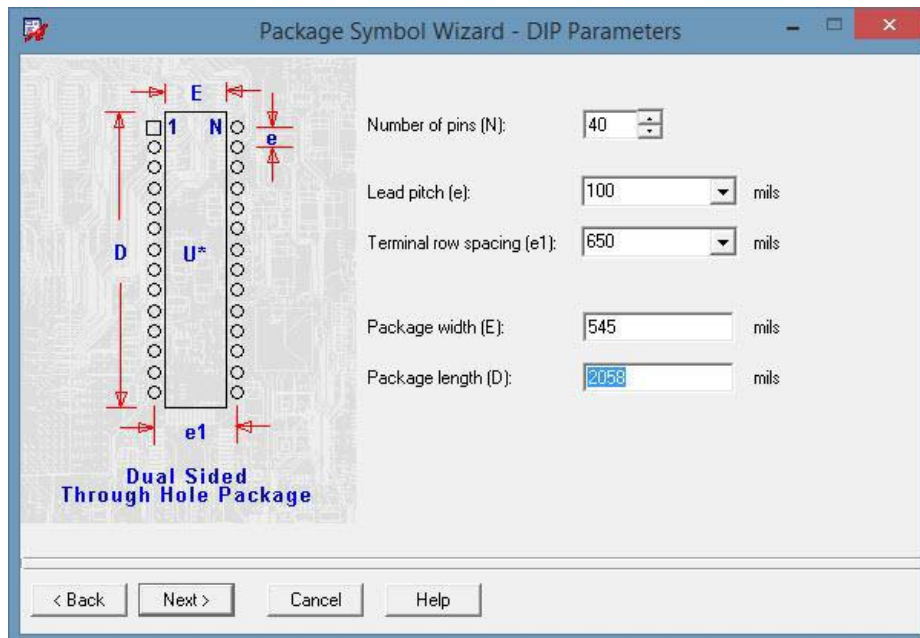 Package Symbol Wizard - DIP Parameters
E
1 N
e
D
U*
e1
Dual Sided
Through Hole Package
Number of pins (N): 40
Lead pitch (e): 100 mils
Terminal row spacing (e1): 650 mils
Package width (E): 545 mils
Package length (D): 2058 mils
< Back Next > Cancel Help